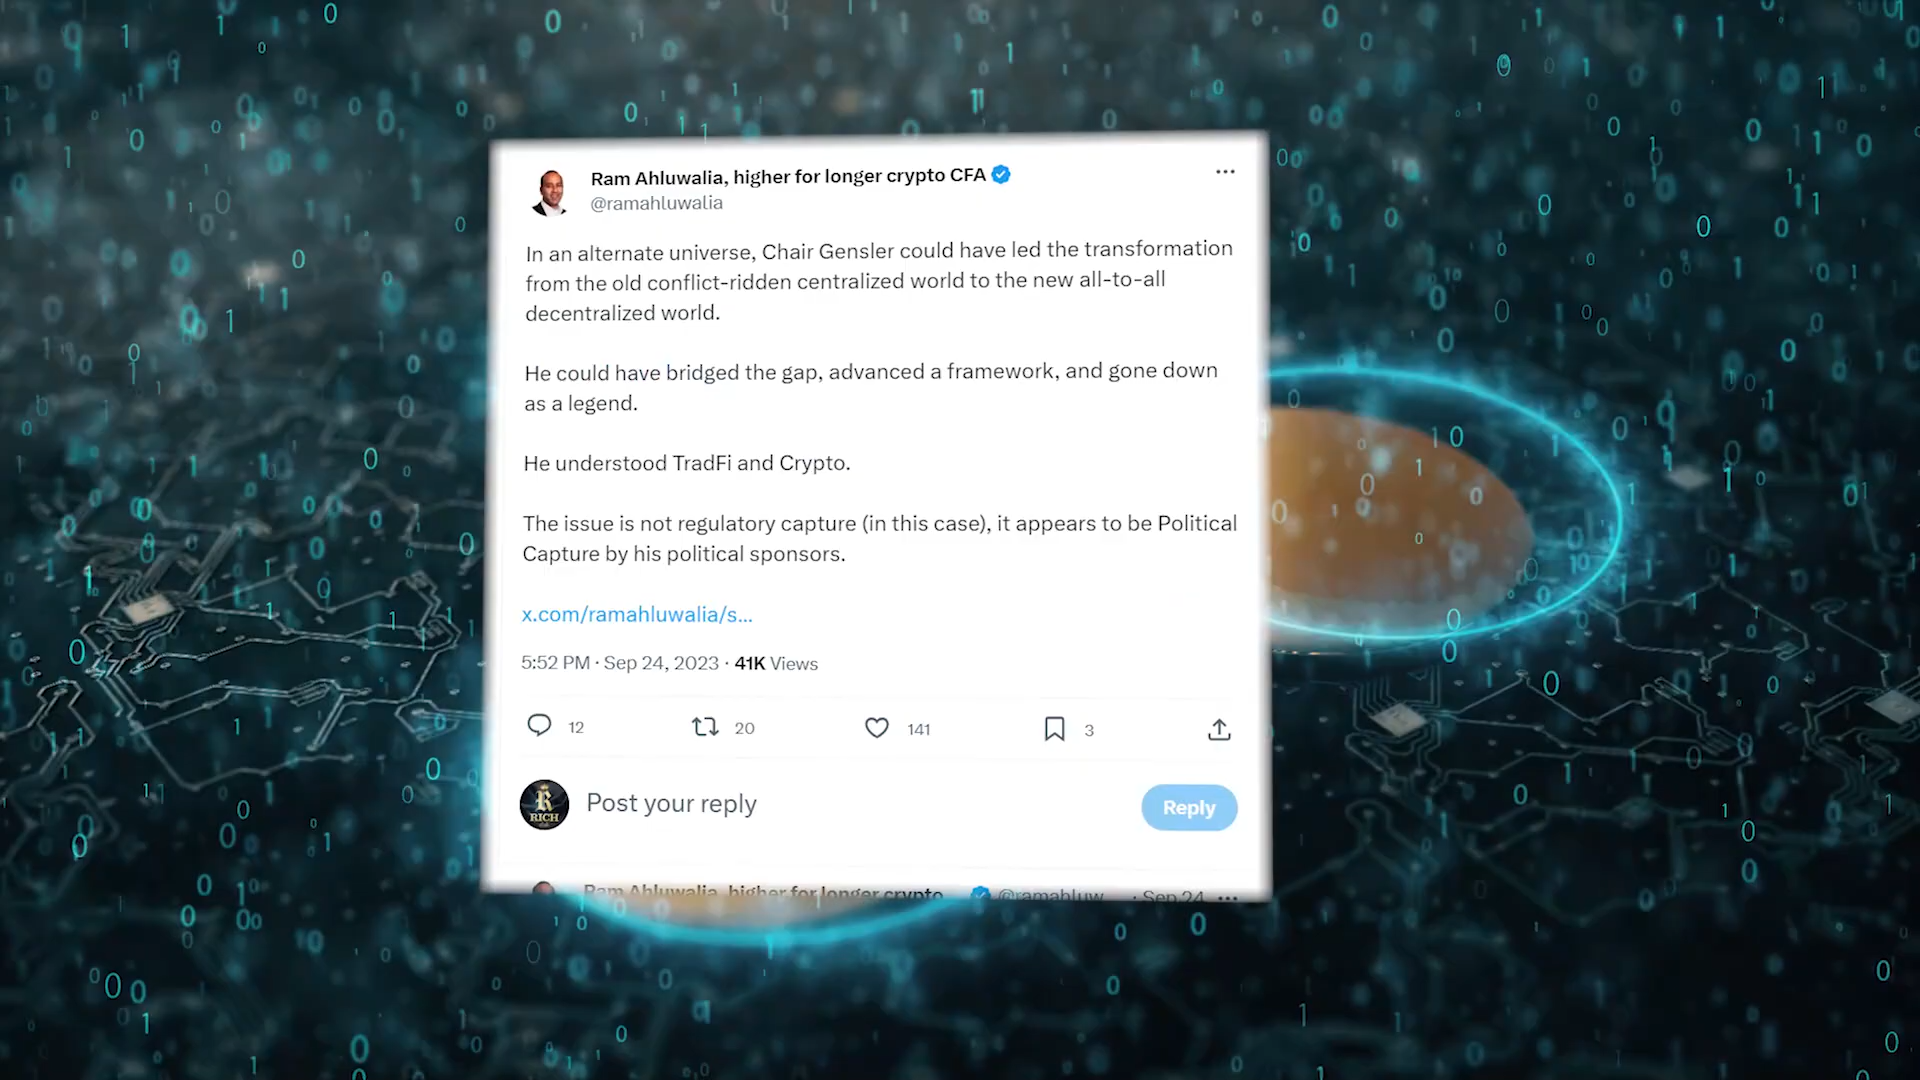 Ram Ahluwalia, higher for longer crypto CFA
@ramahluwalia
In an alternate universe, Chair Gensler could have led the transformation
from the old conflict-ridden centralized world to the new all-to-all
decentralized world.
He could have bridged the gap, advanced a framework, and gone down
as a legend.
He understood TradFi and Crypto.
The issue is not regulatory capture (in this case), it appears to be Political
Capture by his political sponsors.
x.com/ramahluwalia/s...
5:52 PM · Sep 24, 2023 · 41K Views
12 20 141 3
R
RICH
Post your reply
Reply
Ram Ahluwalia, higher for longer crypto @ramahluw... · Sep 24